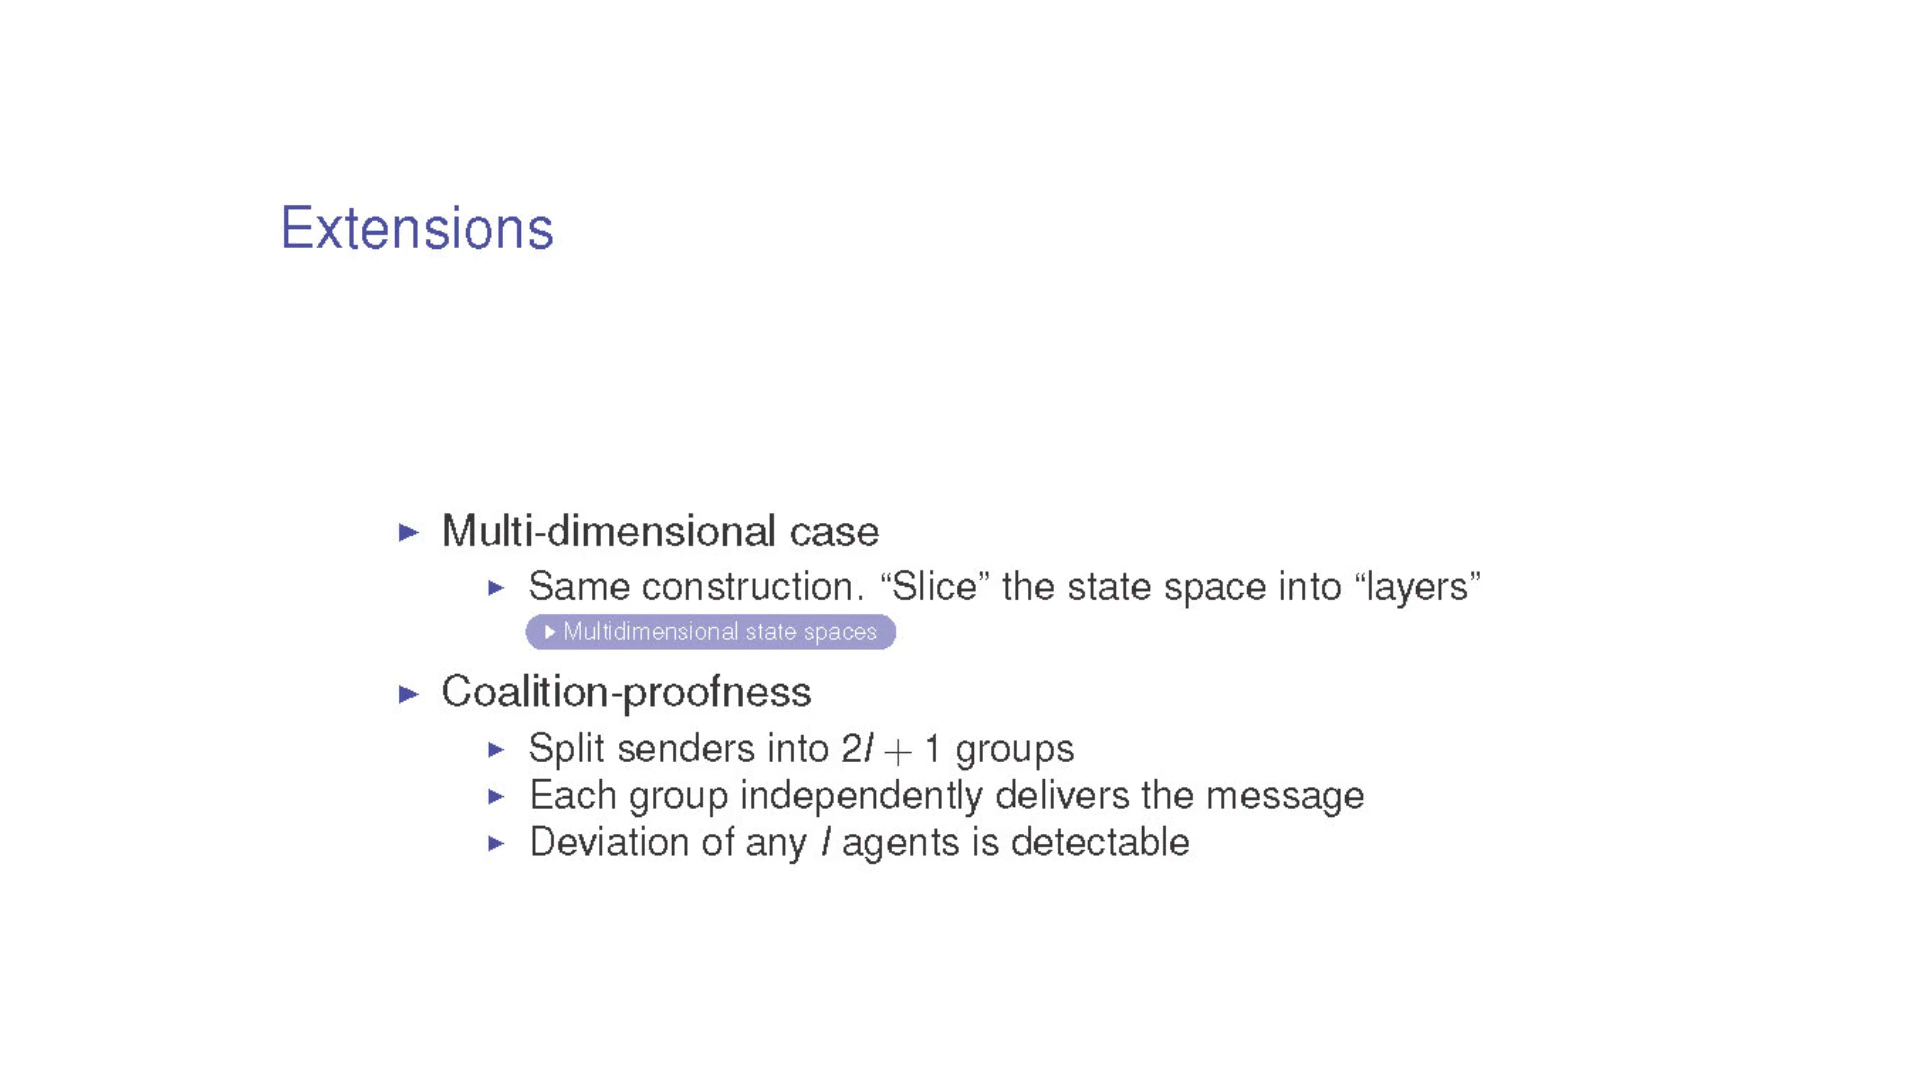 Extensions
Multi-dimensional case
Same construction. “Slice” the state space into “layers”
Multidimensional state spaces
Coalition-proofness
Split senders into 2l + 1 groups
Each group independently delivers the message
Deviation of any l agents is detectable